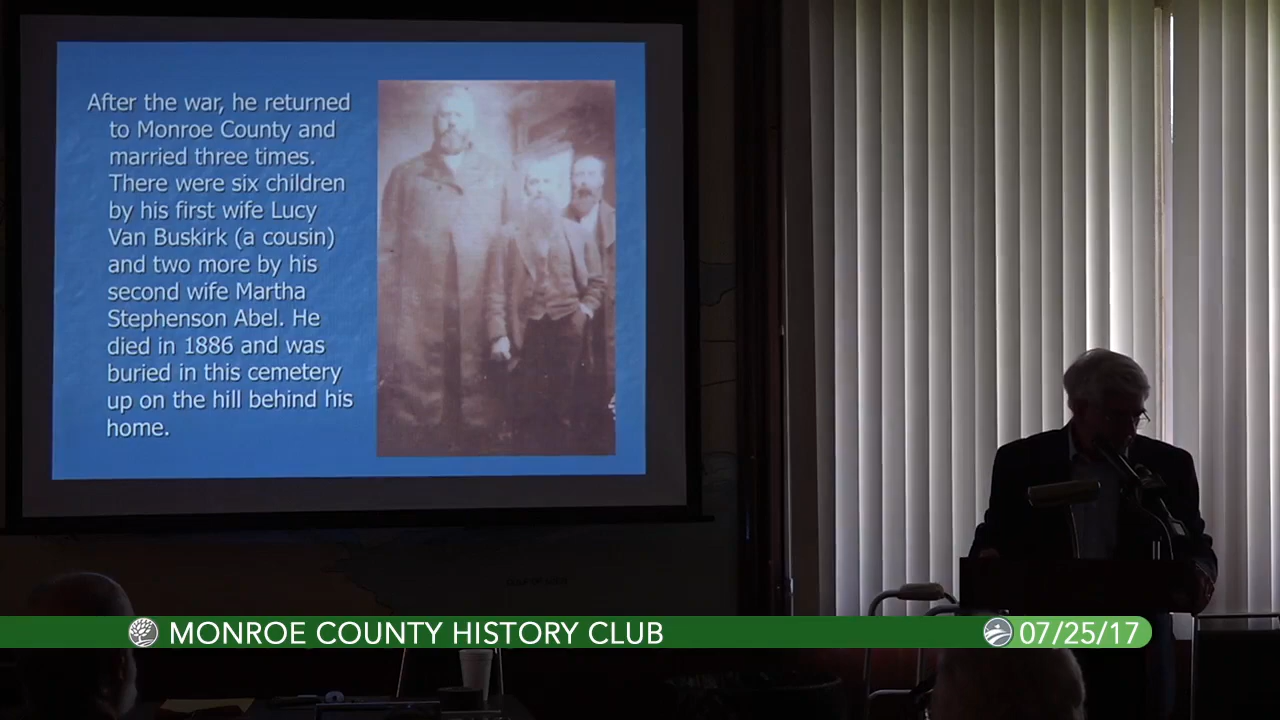 After the war, he returned
to Monroe County and
married three times.
There were six children
by his first wife Lucy
Van Buskirk (a cousin)
and two more by his
second wife Martha
Stephenson Abel. He
died in 1886 and was
buried in this cemetery
up on the hill behind his
home.
MONROE COUNTY HISTORY CLUB
07/25/17